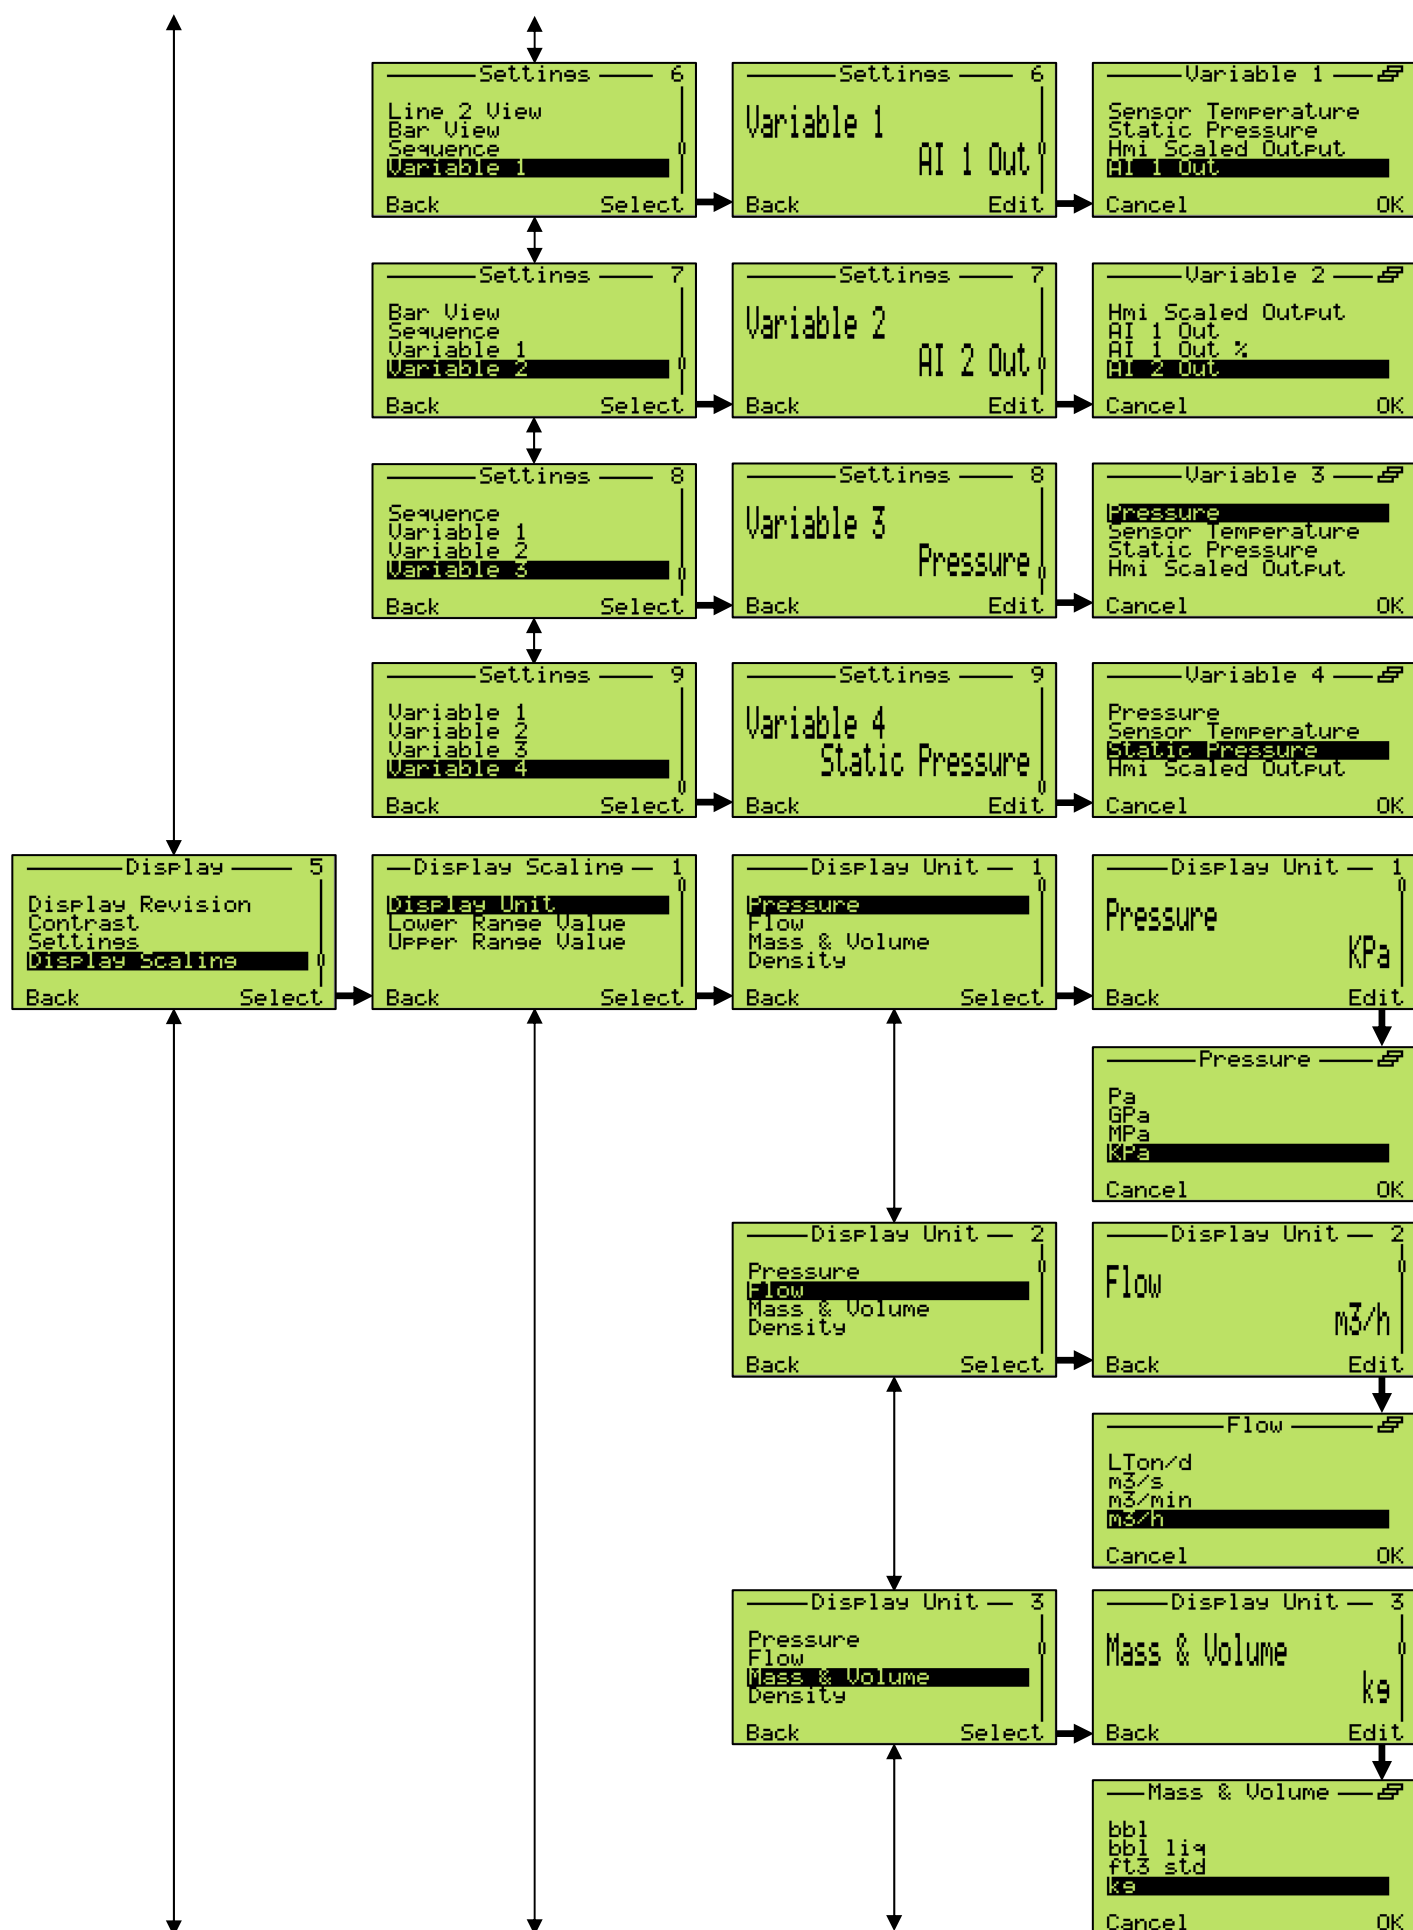 Settings 6
Line 2 View
Bar View
Sequence
Variable 1
Back Select
Settings 6
Variable 1
AI 1 Out
Back Edit
Variable 1
Sensor Temperature
Static Pressure
Hmi Scaled Output
AI 1 Out
Cancel OK
Settings 7
Bar View
Sequence
Variable 1
Variable 2
Back Select
Settings 7
Variable 2
AI 2 Out
Back Edit
Variable 2
Hmi Scaled Output
AI 1 Out
AI 1 Out %
AI 2 Out
Cancel OK
Settings 8
Sequence
Variable 1
Variable 2
Variable 3
Back Select
Settings 8
Variable 3
Pressure
Back Edit
Variable 3
Pressure
Sensor Temperature
Static Pressure
Hmi Scaled Output
Cancel OK
Settings 9
Variable 1
Variable 2
Variable 3
Variable 4
Back Select
Settings 9
Variable 4
Static Pressure
Back Edit
Variable 4
Pressure
Sensor Temperature
Static Pressure
Hmi Scaled Output
Cancel OK
Display 5
Display Revision
Contrast
Settings
Display Scaling
Back Select
Display Scaling 1
Display Unit
Lower Range Value
Upper Range Value
Back Select
Display Unit 1
Pressure
Flow
Mass & Volume
Density
Back Select
Display Unit 1
Pressure
KPa
Back Edit
Pressure
Pa
GPa
MPa
KPa
Cancel OK
Display Unit 2
Pressure
Flow
Mass & Volume
Density
Back Select
Display Unit 2
Flow
m3/h
Back Edit
Flow
LTon/d
m3/s
m3/min
m3/h
Cancel OK
Display Unit 3
Pressure
Flow
Mass & Volume
Density
Back Select
Display Unit 3
Mass & Volume
kg
Back Edit
Mass & Volume
bbl
bbl liq
ft3 std
kg
Cancel OK